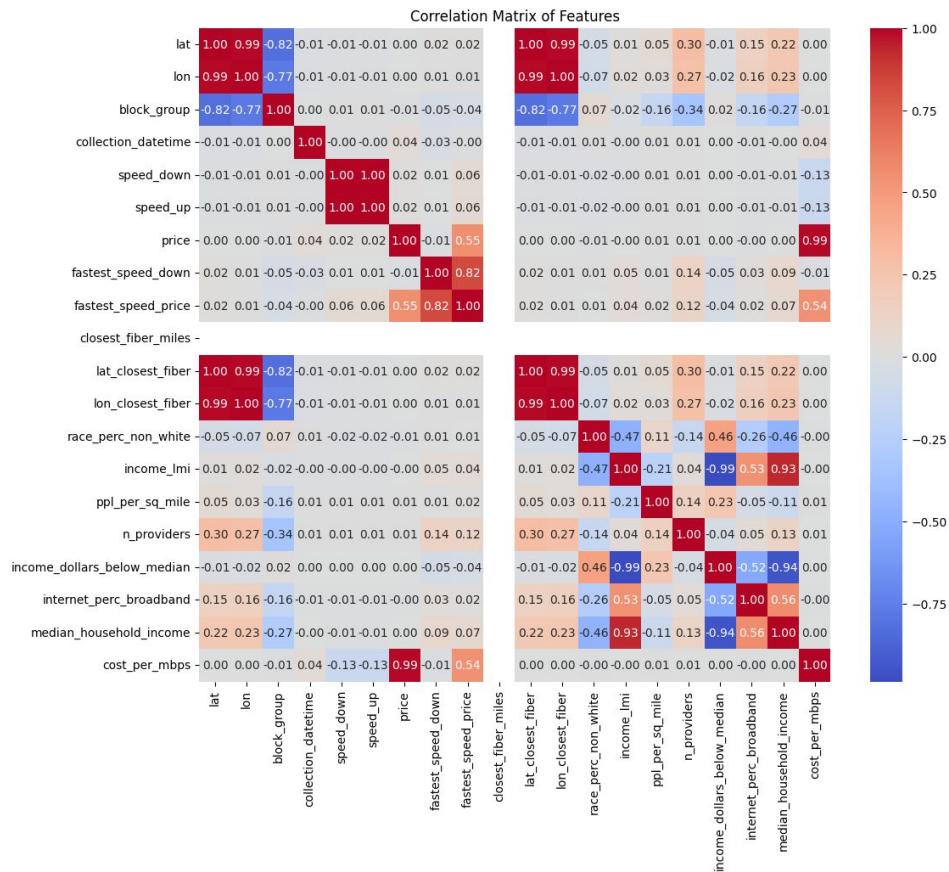 Correlation Matrix of Features
lat 1.00 0.99 -0.82 -0.01 -0.01 -0.01 0.00 0.02 0.02 1.00 0.99 -0.05 0.01 0.05 0.30 -0.01 0.15 0.22 0.00
lon 0.99 1.00 -0.77 -0.01 -0.01 -0.01 0.00 0.01 0.01 0.99 1.00 -0.07 0.02 0.03 0.27 -0.02 0.16 0.23 0.00
block_group -0.82 -0.77 1.00 0.00 0.01 0.01 -0.01 -0.05 -0.04 -0.82 -0.77 0.07 -0.02 -0.16 -0.34 0.02 -0.16 -0.27 -0.01
collection_datetime -0.01 -0.01 0.00 1.00 -0.00 -0.00 0.04 -0.03 -0.00 -0.01 -0.01 0.01 -0.00 0.01 0.01 0.00 0.00 -0.00 0.04
speed_down -0.01 -0.01 0.01 -0.00 1.00 1.00 0.02 0.01 0.06 -0.01 -0.01 -0.02 -0.00 0.01 0.01 0.00 -0.00 -0.01 -0.13
speed_up -0.01 -0.01 0.01 -0.00 1.00 1.00 0.02 0.01 0.06 -0.01 -0.01 -0.02 -0.00 0.01 0.01 0.00 -0.00 -0.01 -0.13
price 0.00 0.00 -0.01 0.04 0.02 0.02 1.00 -0.01 0.55 0.00 0.00 -0.01 -0.00 0.01 0.01 0.00 -0.00 0.00 0.99
fastest_speed_down 0.02 0.01 -0.05 -0.03 0.01 0.01 -0.01 1.00 0.82 0.02 0.01 0.01 0.05 0.01 0.14 -0.05 0.03 0.09 -0.01
fastest_speed_price 0.02 0.01 -0.04 -0.00 0.06 0.06 0.55 0.82 1.00 0.02 0.01 0.01 0.04 0.02 0.12 -0.04 0.02 0.07 0.54
closest_fiber_miles
lat_closest_fiber 1.00 0.99 -0.82 -0.01 -0.01 -0.01 0.00 0.02 0.02 1.00 0.99 -0.05 0.01 0.05 0.30 -0.01 0.15 0.22 0.00
lon_closest_fiber 0.99 1.00 -0.77 -0.01 -0.01 -0.01 0.00 0.01 0.01 0.99 1.00 -0.07 0.02 0.03 0.27 -0.02 0.16 0.23 0.00
race_perc_non_white -0.05 -0.07 0.07 0.01 -0.02 -0.02 -0.01 0.01 0.01 -0.05 -0.07 1.00 -0.47 0.11 -0.14 0.46 -0.26 -0.46 -0.00
income_lmi 0.01 0.02 -0.02 -0.00 -0.00 -0.00 -0.00 0.05 0.04 0.01 0.02 -0.47 1.00 -0.21 0.04 -0.99 0.53 0.93 -0.00
ppl_per_sq_mile 0.05 0.03 -0.16 0.01 0.01 0.01 0.01 0.01 0.02 0.05 0.03 0.11 -0.21 1.00 0.14 0.23 -0.05 -0.11 0.01
n_providers 0.30 0.27 -0.34 0.01 0.01 0.01 0.01 0.14 0.12 0.30 0.27 -0.14 0.04 0.14 1.00 -0.04 0.05 0.13 0.01
income_dollars_below_median -0.01 -0.02 0.02 0.00 0.00 0.00 0.00 -0.05 -0.04 -0.01 -0.02 0.46 -0.99 0.23 -0.04 1.00 -0.52 -0.94 0.00
internet_perc_broadband 0.15 0.16 -0.16 0.00 -0.00 -0.00 -0.00 0.03 0.02 0.15 0.16 -0.26 0.53 -0.05 0.05 -0.52 1.00 0.56 -0.00
median_household_income 0.22 0.23 -0.27 -0.00 -0.01 -0.01 0.00 0.09 0.07 0.22 0.23 -0.46 0.93 -0.11 0.13 -0.94 0.56 1.00 0.00
cost_per_mbps 0.00 0.00 -0.01 0.04 -0.13 -0.13 0.99 -0.01 0.54 0.00 0.00 -0.00 -0.00 0.01 0.01 0.00 -0.00 0.00 1.00
lat
lon
block_group
collection_datetime
speed_down
speed_up
price
fastest_speed_down
fastest_speed_price
closest_fiber_miles
lat_closest_fiber
lon_closest_fiber
race_perc_non_white
income_lmi
ppl_per_sq_mile
n_providers
income_dollars_below_median
internet_perc_broadband
median_household_income
cost_per_mbps
1.00
0.75
0.50
0.25
0.00
−0.25
−0.50
−0.75